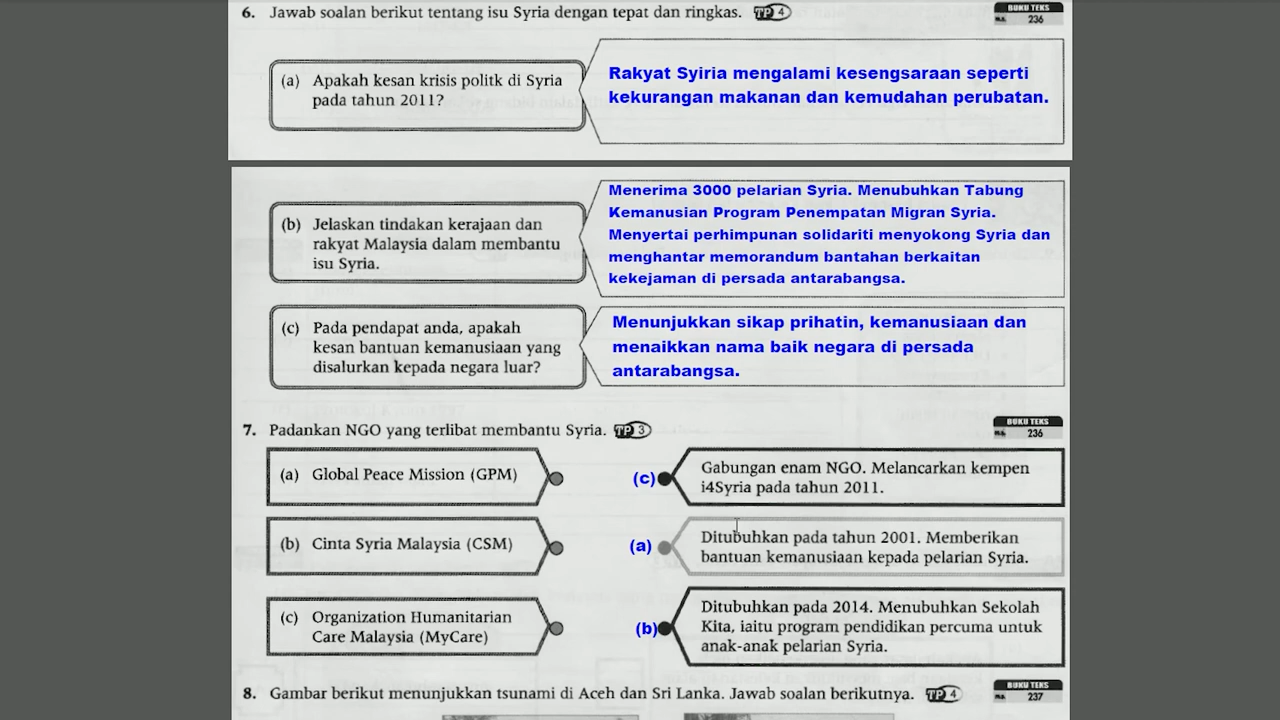 6. Jawab soalan berikut tentang isu Syria dengan tepat dan ringkas. TP 4
BUKU TEKS
m.s. 236
(a) Apakah kesan krisis politk di Syria
pada tahun 2011?
Rakyat Syiria mengalami kesengsaraan seperti
kekurangan makanan dan kemudahan perubatan.
(b) Jelaskan tindakan kerajaan dan
rakyat Malaysia dalam membantu
isu Syria.
Menerima 3000 pelarian Syria. Menubuhkan Tabung
Kemanusian Program Penempatan Migran Syria.
Menyertai perhimpunan solidariti menyokong Syria dan
menghantar memorandum bantahan berkaitan
kekejaman di persada antarabangsa.
(c) Pada pendapat anda, apakah
kesan bantuan kemanusiaan yang
disalurkan kepada negara luar?
Menunjukkan sikap prihatin, kemanusiaan dan
menaikkan nama baik negara di persada
antarabangsa.
7. Padankan NGO yang terlibat membantu Syria. TP 3
BUKU TEKS
m.s. 236
(a) Global Peace Mission (GPM)
(c) Gabungan enam NGO. Melancarkan kempen
i4Syria pada tahun 2011.
(b) Cinta Syria Malaysia (CSM)
(a) Ditubuhkan pada tahun 2001. Memberikan
bantuan kemanusiaan kepada pelarian Syria.
(c) Organization Humanitarian
Care Malaysia (MyCare)
(b) Ditubuhkan pada 2014. Menubuhkan Sekolah
Kita, iaitu program pendidikan percuma untuk
anak-anak pelarian Syria.
8. Gambar berikut menunjukkan tsunami di Aceh dan Sri Lanka. Jawab soalan berikutnya. TP 4
BUKU TEKS
m.s. 237